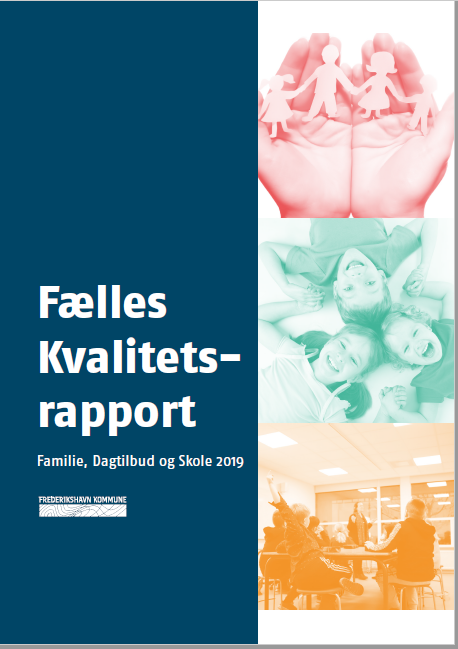 Fælles
Kvalitets-
rapport
Familie, Dagtilbud og Skole 2019
FREDERIKSHAVN KOMMUNE